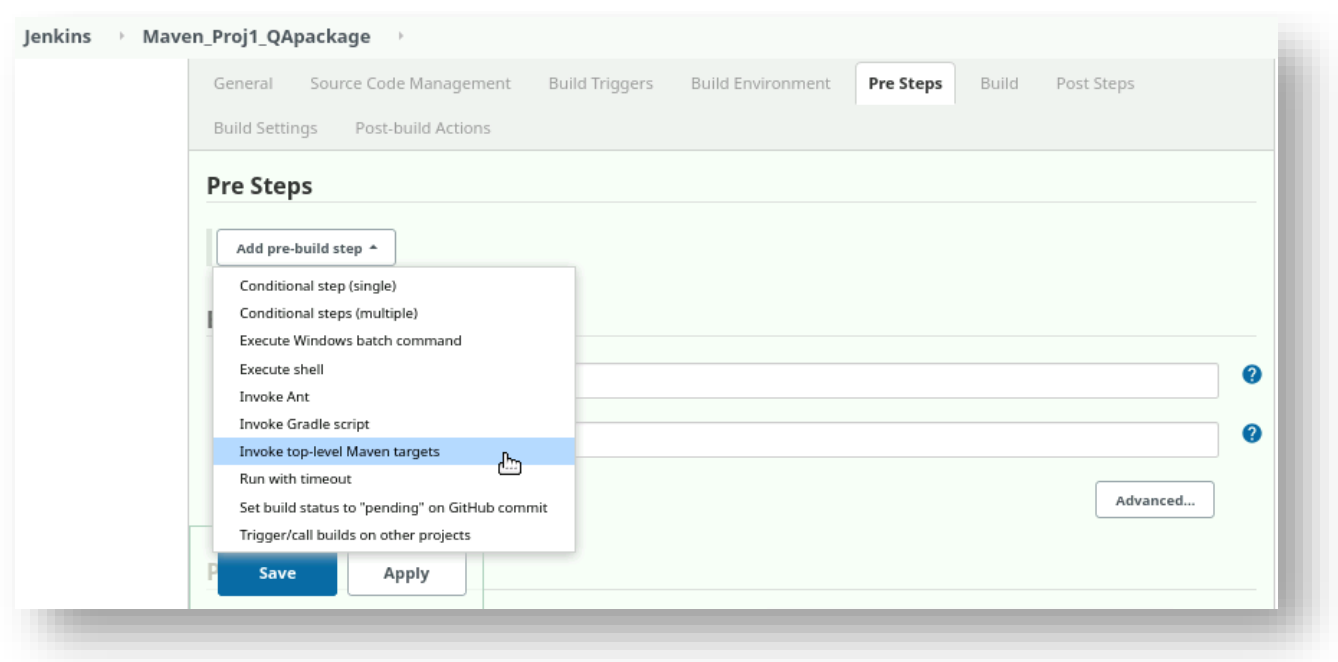 Jenkins Maven_Proj1_QApackage
General Source Code Management Build Triggers Build Environment Pre Steps Build Post Steps
Build Settings Post-build Actions
Pre Steps
Add pre-build step
Conditional step (single)
Conditional steps (multiple)
Execute Windows batch command
Execute shell
Invoke Ant
Invoke Gradle script
Invoke top-level Maven targets
Run with timeout
Advanced...
Set build status to "pending" on GitHub commit
Trigger/call builds on other projects
Save Apply